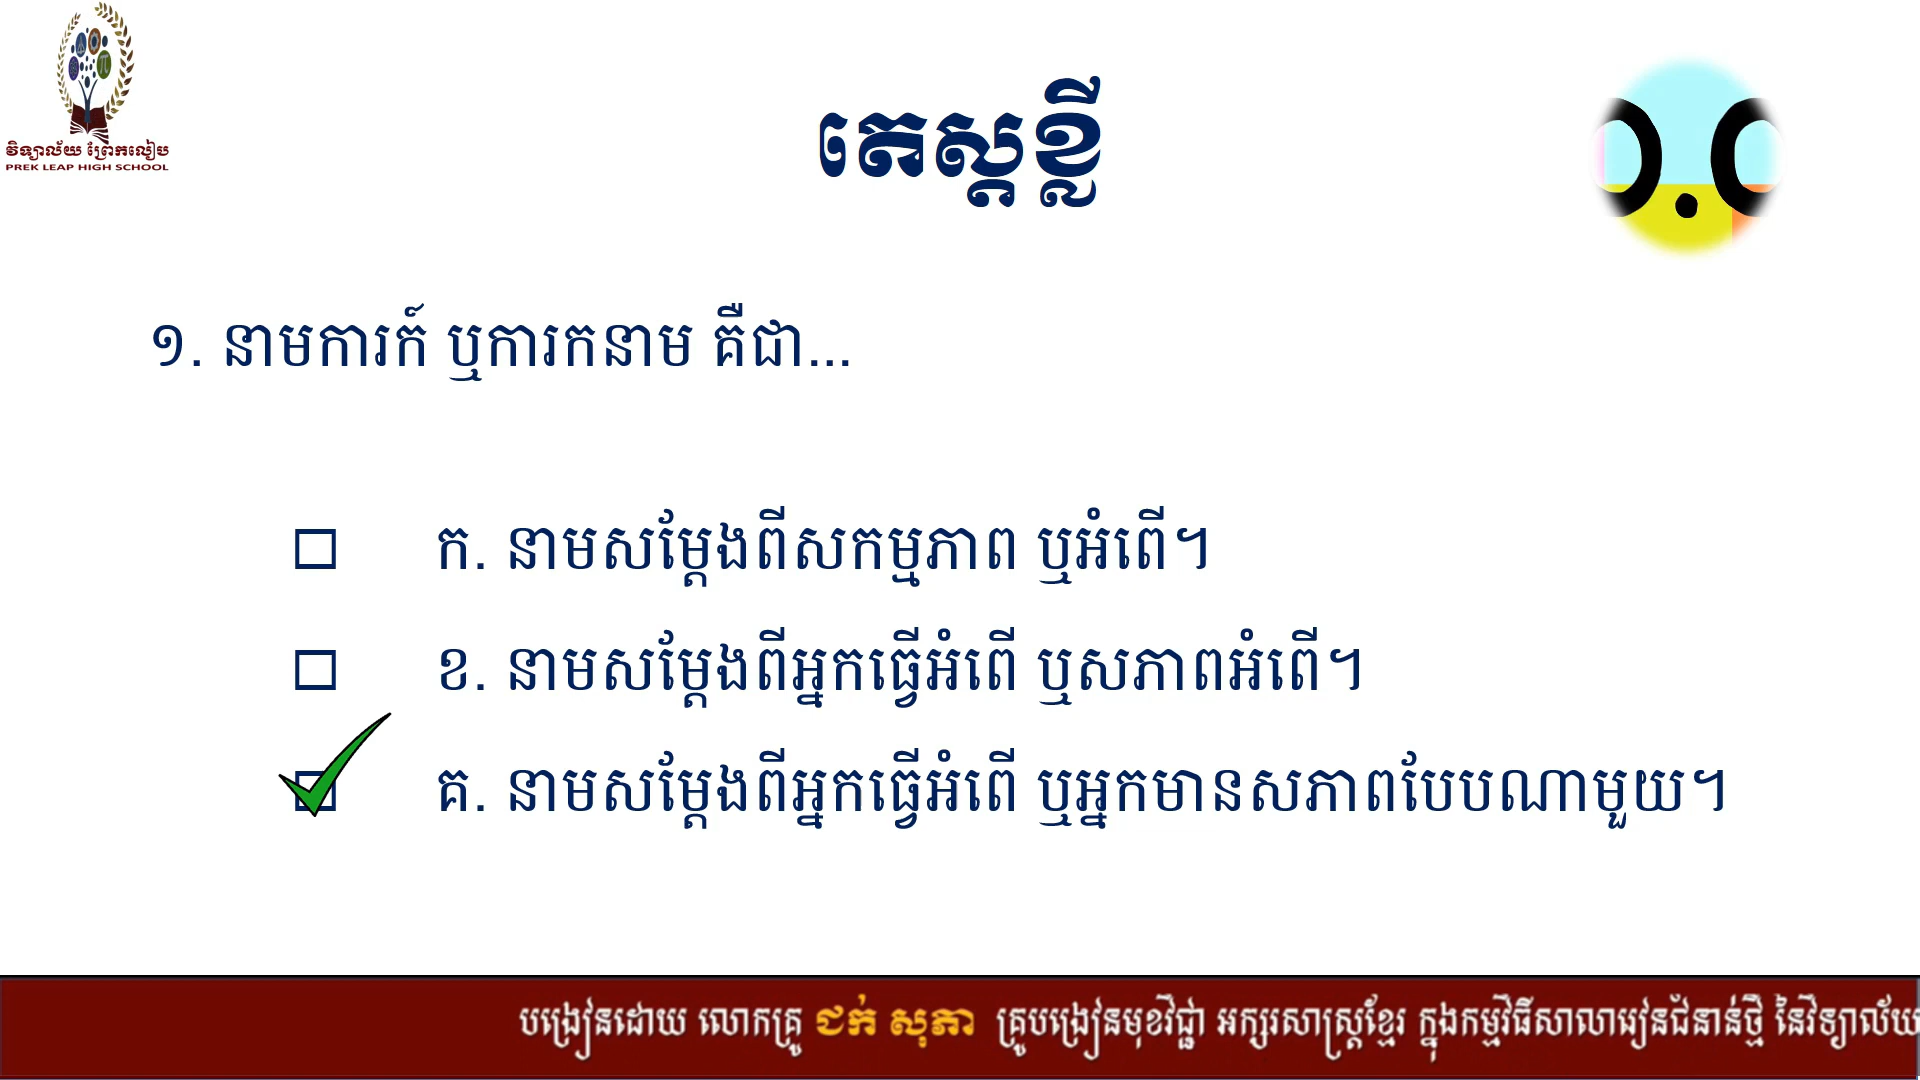 វិទ្យាល័យ ព្រែកលៀប
PREK LEAP HIGH SCHOOL
តេស្តខ្លី
១. នាមការក៍ ឬការកនាម គឺជា...
ក. នាមសម្ដែងពីសកម្មភាព ឬអំពើ។
ខ. នាមសម្ដែងពីអ្នកធ្វើអំពើ ឬសភាពអំពើ។
គ. នាមសម្ដែងពីអ្នកធ្វើអំពើ ឬអ្នកមានសភាពបែបណាមួយ។
បង្រៀនដោយ លោកគ្រូ ជក់ សុភា គ្រូបង្រៀនមុខវិជ្ជា អក្សរសាស្ត្រខ្មែរ ក្នុងកម្មវិធីសាលារៀនជំនាន់ថ្មី នៃវិទ្យាល័យ